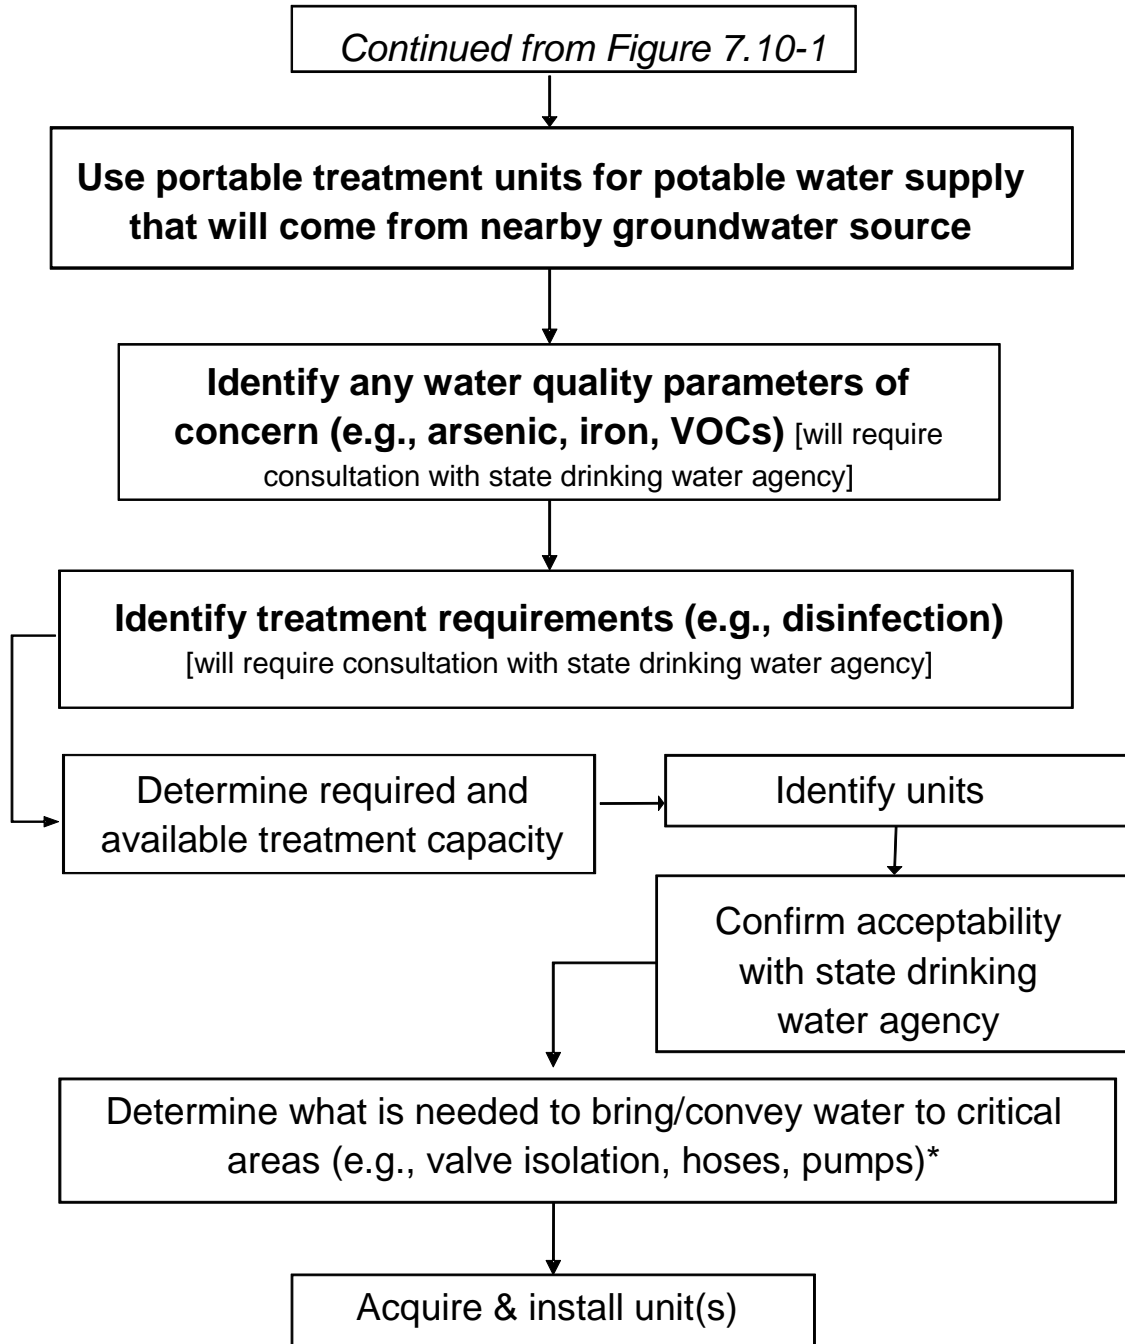 Continued from Figure 7.10-1
Use portable treatment units for potable water supply
that will come from nearby groundwater source
Identify any water quality parameters of
concern (e.g., arsenic, iron, VOCs) [will require
consultation with state drinking water agency]
Identify treatment requirements (e.g., disinfection)
[will require consultation with state drinking water agency]
Determine required and
available treatment capacity
Identify units
Confirm acceptability
with state drinking
water agency
Determine what is needed to bring/convey water to critical
areas (e.g., valve isolation, hoses, pumps)*
Acquire & install unit(s)